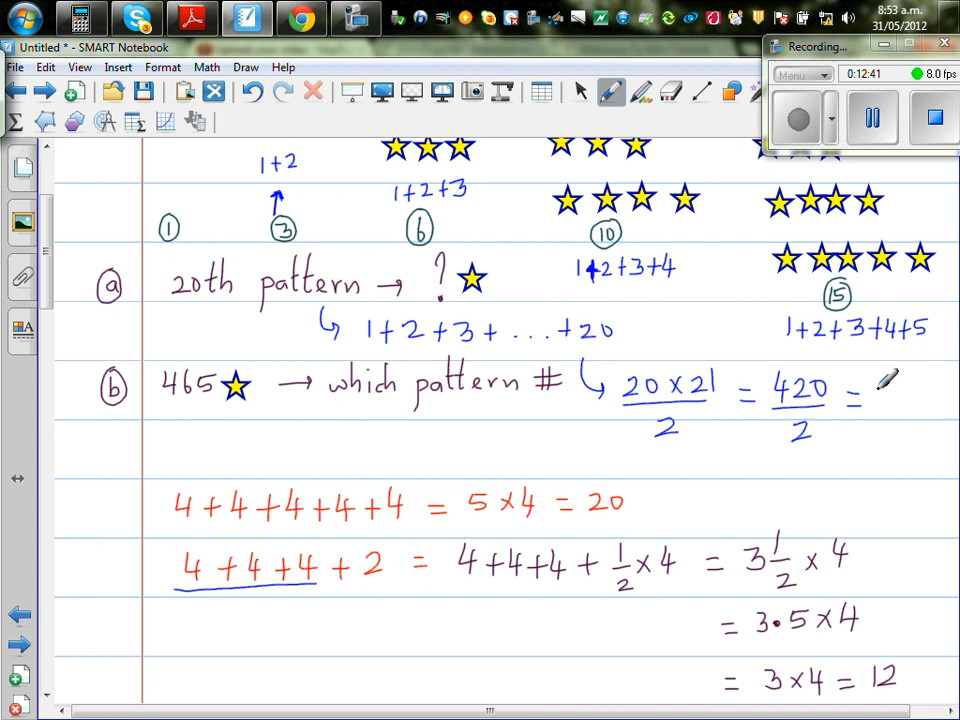 8:53 a.m.
31/05/2012
Untitled * - SMART Notebook
Recording...
File Edit View Insert Format Math Draw Help
Menu
0:12:41
8.0 fps
1+2
1+2+3
1
3
6
10
1+2+3+4
15
1+2+3+4+5
a 20th pattern → ?
1+2+3+...+20
b 465 → which pattern #
20 × 21 / 2 = 420 / 2 =
4+4+4+4+4 = 5×4 = 20
4+4+4+2 = 4+4+4+1/2×4 = 3 1/2 × 4
= 3.5×4
= 3×4 = 12